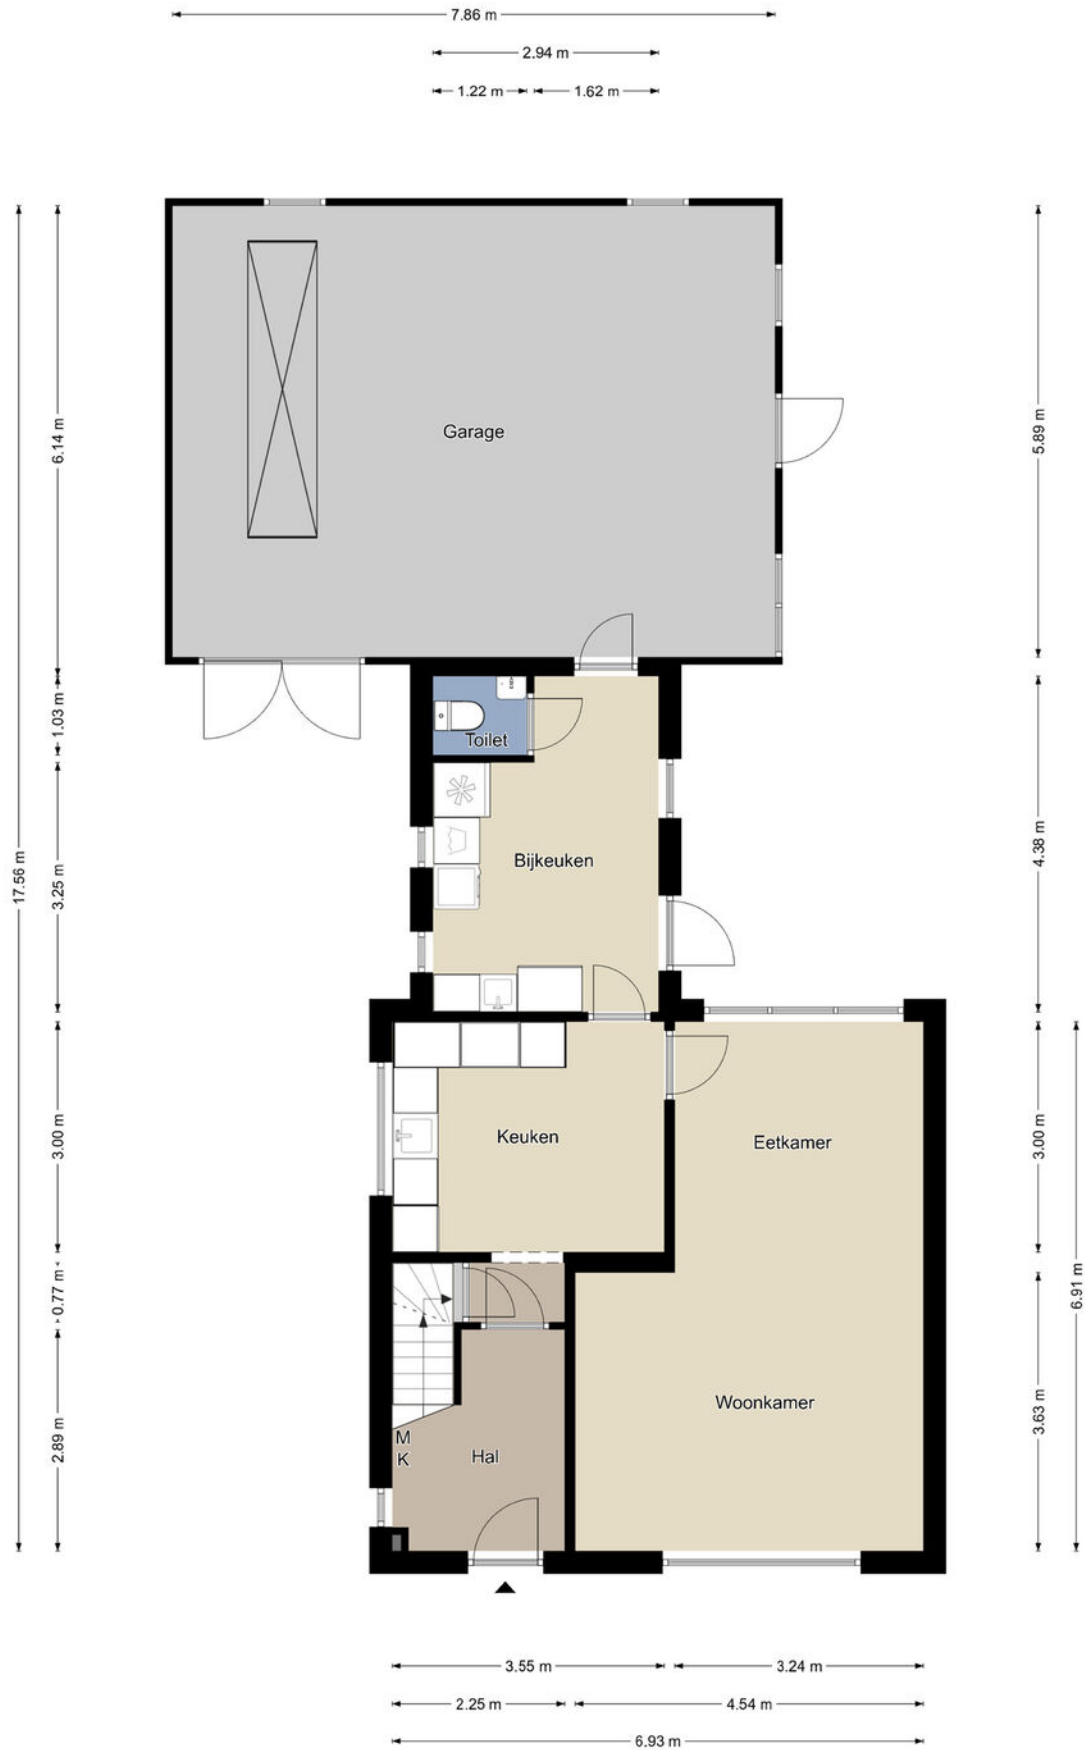 7.86 m
2.94 m
1.22 m
1.62 m
17.56 m
6.14 m
Garage
5.89 m
1.03 m
Toilet
3.25 m
Bijkeuken
4.38 m
3.00 m
Keuken
Eetkamer
3.00 m
0.77 m
6.91 m
2.89 m
M
K
Hal
Woonkamer
3.63 m
3.55 m
3.24 m
2.25 m
4.54 m
6.93 m